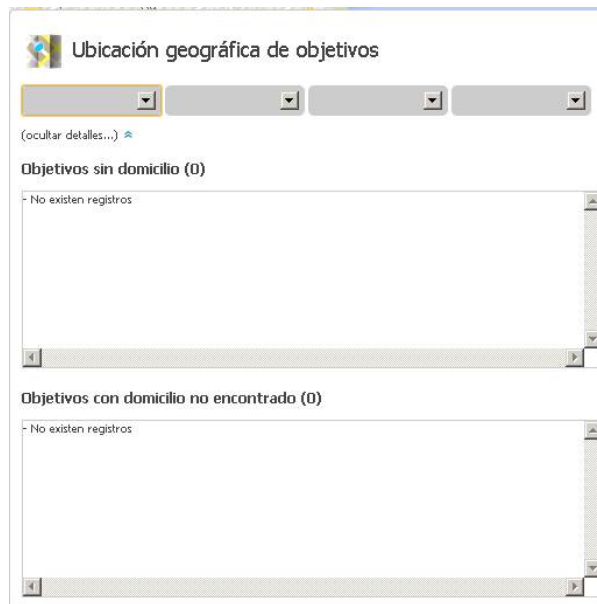 Ubicación geográfica de objetivos
(ocultar detalles...)
Objetivos sin domicilio (0)
- No existen registros
Objetivos con domicilio no encontrado (0)
- No existen registros